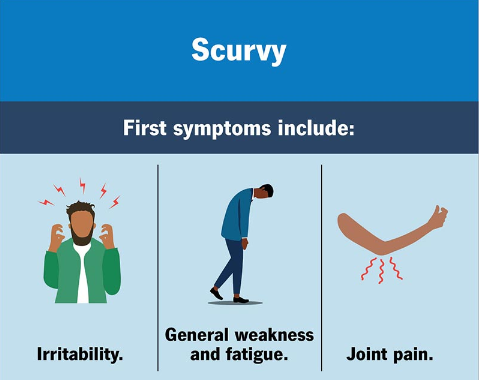 Scurvy
First symptoms include:
Irritability.
General weakness
and fatigue.
Joint pain.